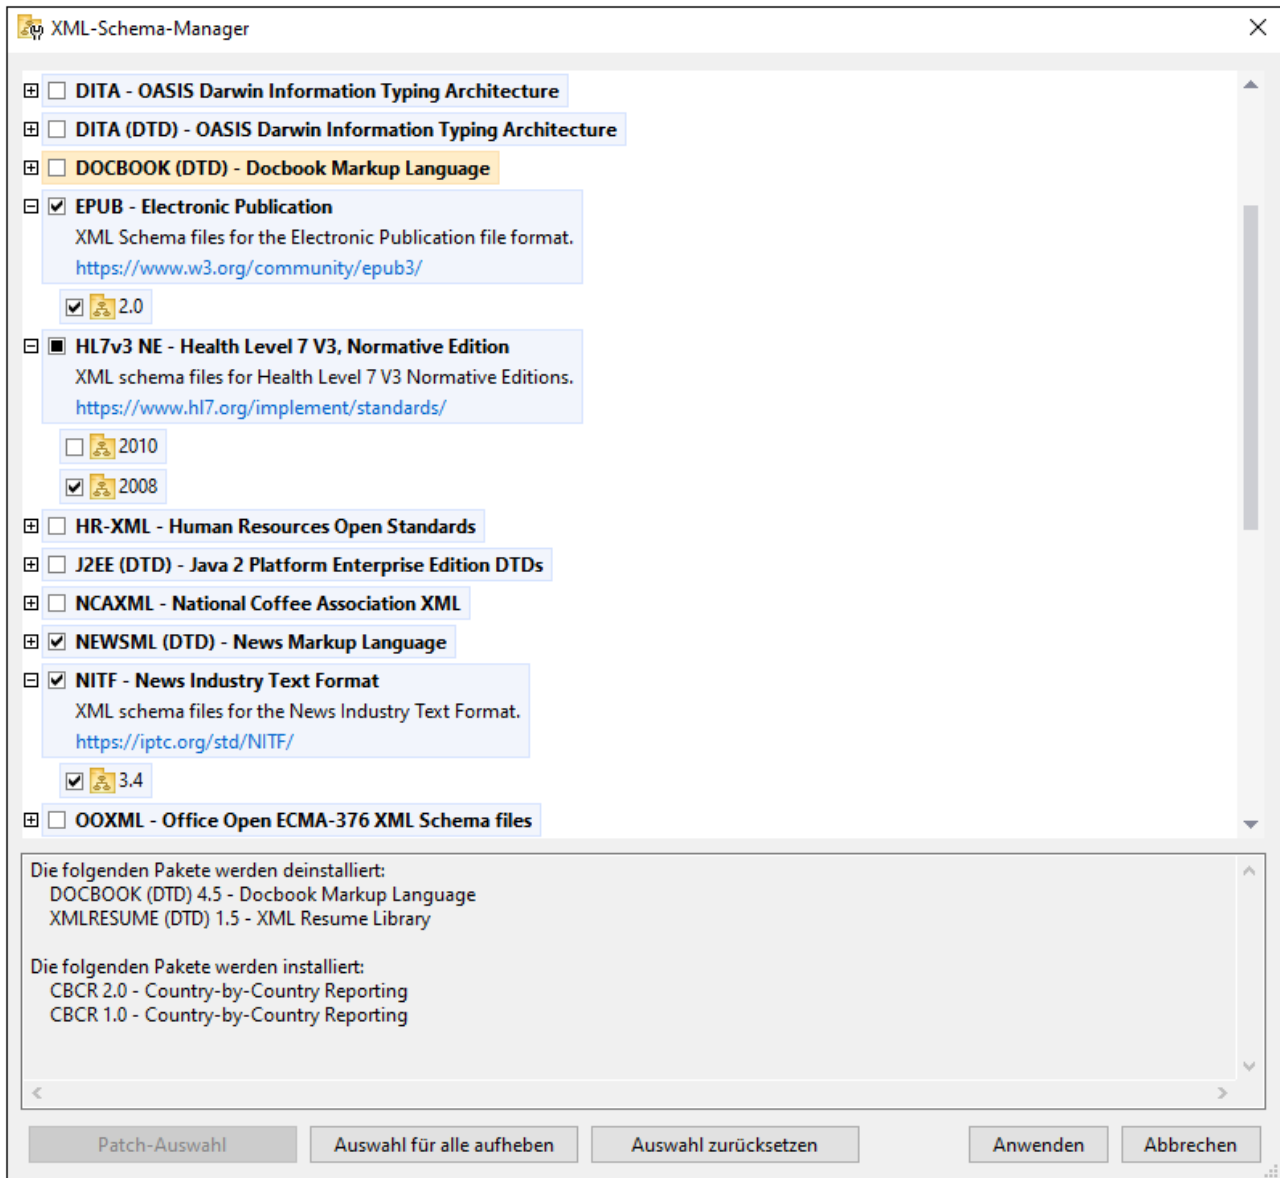 XML-Schema-Manager
DITA - OASIS Darwin Information Typing Architecture
DITA (DTD) - OASIS Darwin Information Typing Architecture
DOCBOOK (DTD) - Docbook Markup Language
EPUB - Electronic Publication
XML Schema files for the Electronic Publication file format.
https://www.w3.org/community/epub3/
2.0
HL7v3 NE - Health Level 7 V3, Normative Edition
XML schema files for Health Level 7 V3 Normative Editions.
https://www.hl7.org/implement/standards/
2010
2008
HR-XML - Human Resources Open Standards
J2EE (DTD) - Java 2 Platform Enterprise Edition DTDs
NCAXML - National Coffee Association XML
NEWSML (DTD) - News Markup Language
NITF - News Industry Text Format
XML schema files for the News Industry Text Format.
https://iptc.org/std/NITF/
3.4
OOXML - Office Open ECMA-376 XML Schema files
Die folgenden Pakete werden deinstalliert:
DOCBOOK (DTD) 4.5 - Docbook Markup Language
XMLRESUME (DTD) 1.5 - XML Resume Library
Die folgenden Pakete werden installiert:
CBCR 2.0 - Country-by-Country Reporting
CBCR 1.0 - Country-by-Country Reporting
Patch-Auswahl
Auswahl für alle aufheben
Auswahl zurücksetzen
Anwenden
Abbrechen